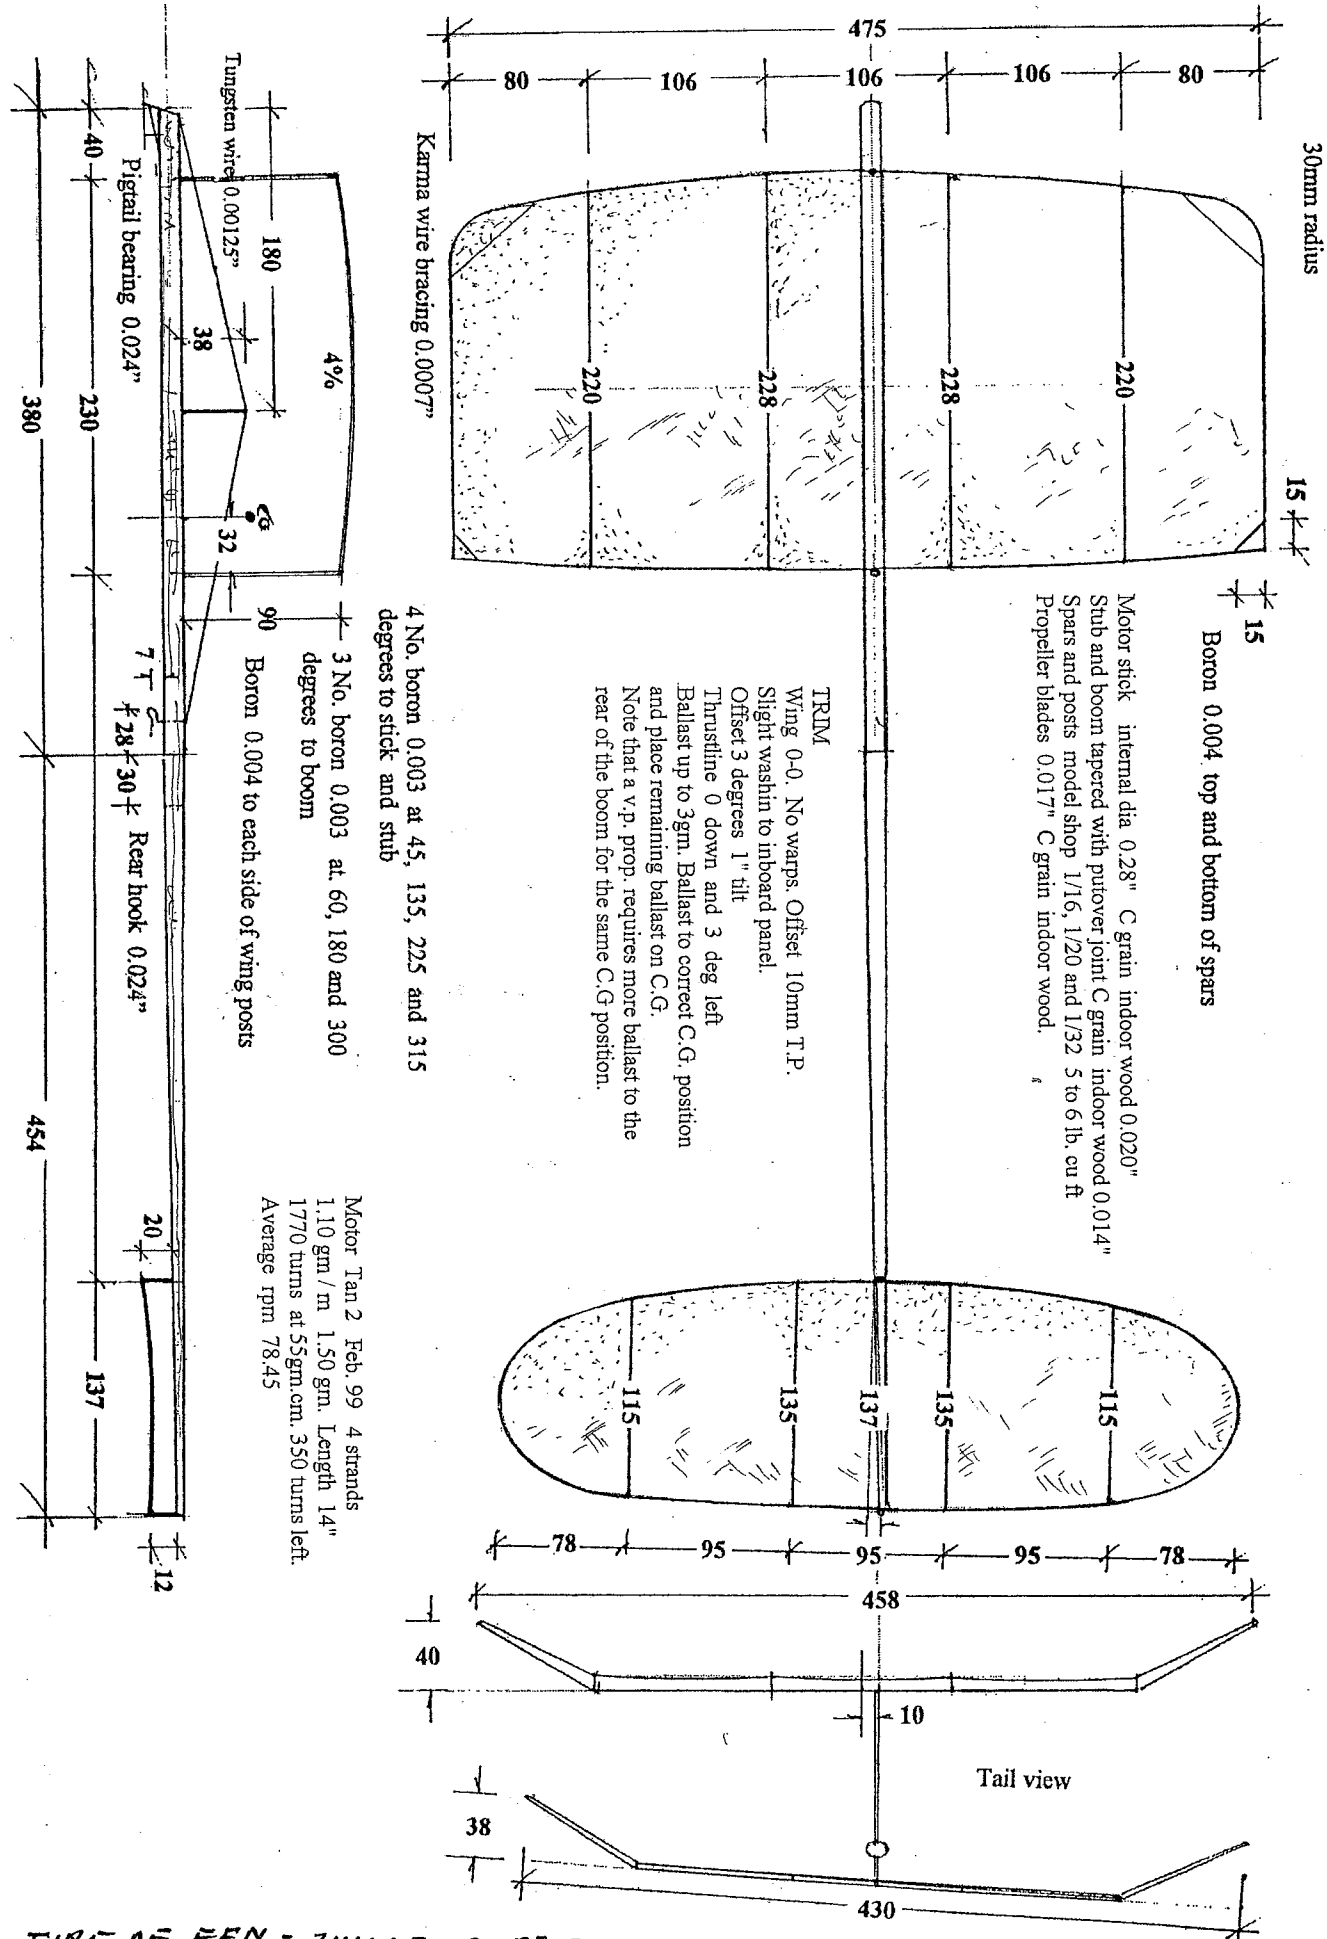 475
80
106
106
106
80
30mm radius
Karma wire bracing 0.0007"
220
228
228
220
15
15
Boron 0.004 top and bottom of spars
Motor stick internal dia 0.28" C grain indoor wood 0.020"
Stub and boom tapered with putover joint C grain indoor wood 0.014"
Spars and posts model shop 1/16, 1/20 and 1/32 5 to 6 lb. cu ft
Propeller blades 0.017" C grain indoor wood.
TRIM
Wing 0-0. No warps. Offset 10mm T.P.
Slight washin to inboard panel.
Offset 3 degrees 1" tilt
Thrustline 0 down and 3 deg left
Ballast up to 3gm. Ballast to correct C.G. position
and place remaining ballast on C.G.
Note that a v.p. prop. requires more ballast to the
rear of the boom for the same C.G position.
4 No. boron 0.003 at 45, 135, 225 and 315
degrees to stick and stub
3 No. boron 0.003 at. 60, 180 and 300
degrees to boom
Boron 0.004 to each side of wing posts
Tungsten wire 0.00125"
180
4%
38
CG
32
90
Pigtail bearing 0.024"
7
28
30
Rear hook 0.024"
40
230
380
454
20
137
12
Motor Tan 2 Feb. 99 4 strands
1.10 gm / m 1.50 gm. Length 14"
1770 turns at 55gm.cm. 350 turns left.
Average rpm 78.45
115
135
137
135
115
78
95
95
95
78
458
40
10
Tail view
38
430